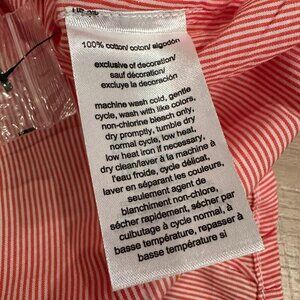 100% cotton/ coton/ algodón
exclusive of decoration/
sauf décoration/
excluye la decoración
machine wash cold, gentle
cycle, wash with like colors,
non-chlorine bleach only,
dry promptly, tumble dry
normal cycle, low heat,
low heat iron if necessary,
dry clean/laver à la machine à
l'eau froide, cycle délicat,
laver en séparant les couleurs,
seulement agent de
blanchiment non-chlore,
sécher rapidement, sécher par
culbutage à cycle normal, à
basse température, repasser à
basse température si